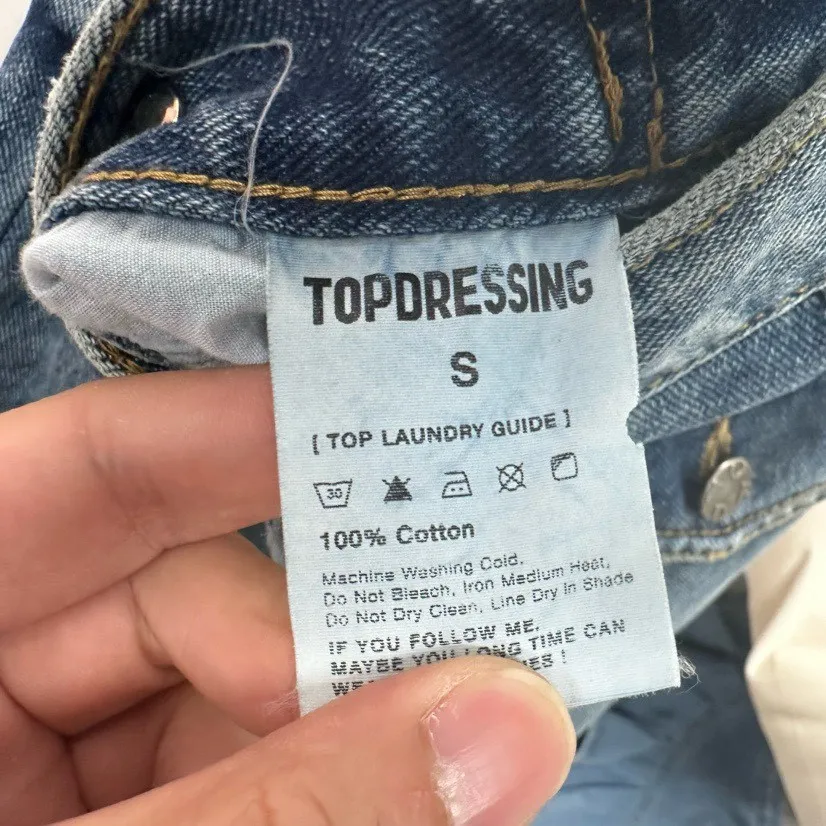 TOPDRESSING
S
[ TOP LAUNDRY GUIDE ]
30
100% Cotton
Machine Washing Cold,
Do Not Bleach, Iron Medium Heat,
Do Not Dry Clean, Line Dry in Shade
IF YOU FOLLOW ME,
MAYBE YOU LONG TIME CAN